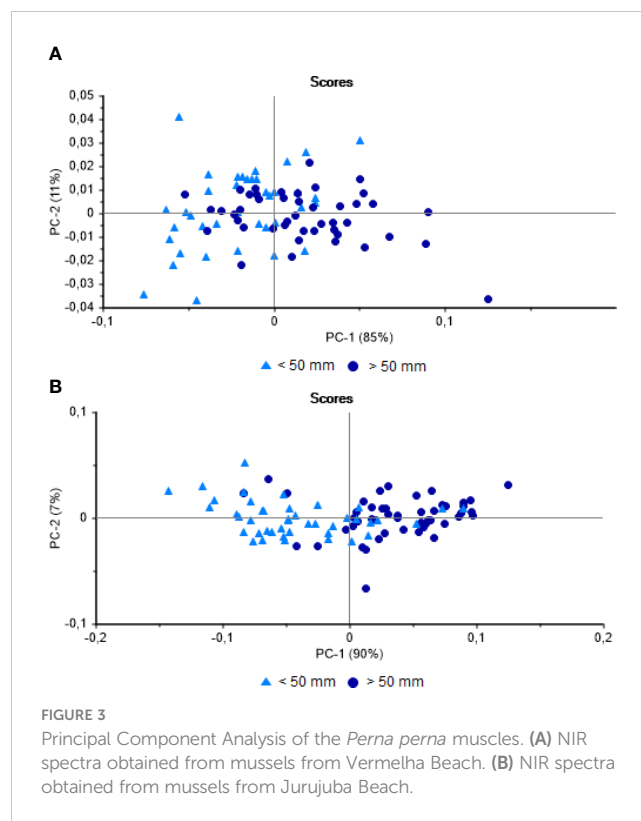 A
Scores
0,05
0,04
0,03
0,02
0,01
0
-0,01
-0,02
-0,03
-0,04
PC-2 (11%)
-0,1
0
0,1
PC-1 (85%)
< 50 mm
> 50 mm
B
Scores
0,1
0
-0,1
PC-2 (7%)
-0,2
-0,1
0
0,1
0,2
PC-1 (90%)
< 50 mm
> 50 mm
FIGURE 3
Principal Component Analysis of the Perna perna muscles. (A) NIR
spectra obtained from mussels from Vermelha Beach. (B) NIR spectra
obtained from mussels from Jurujuba Beach.